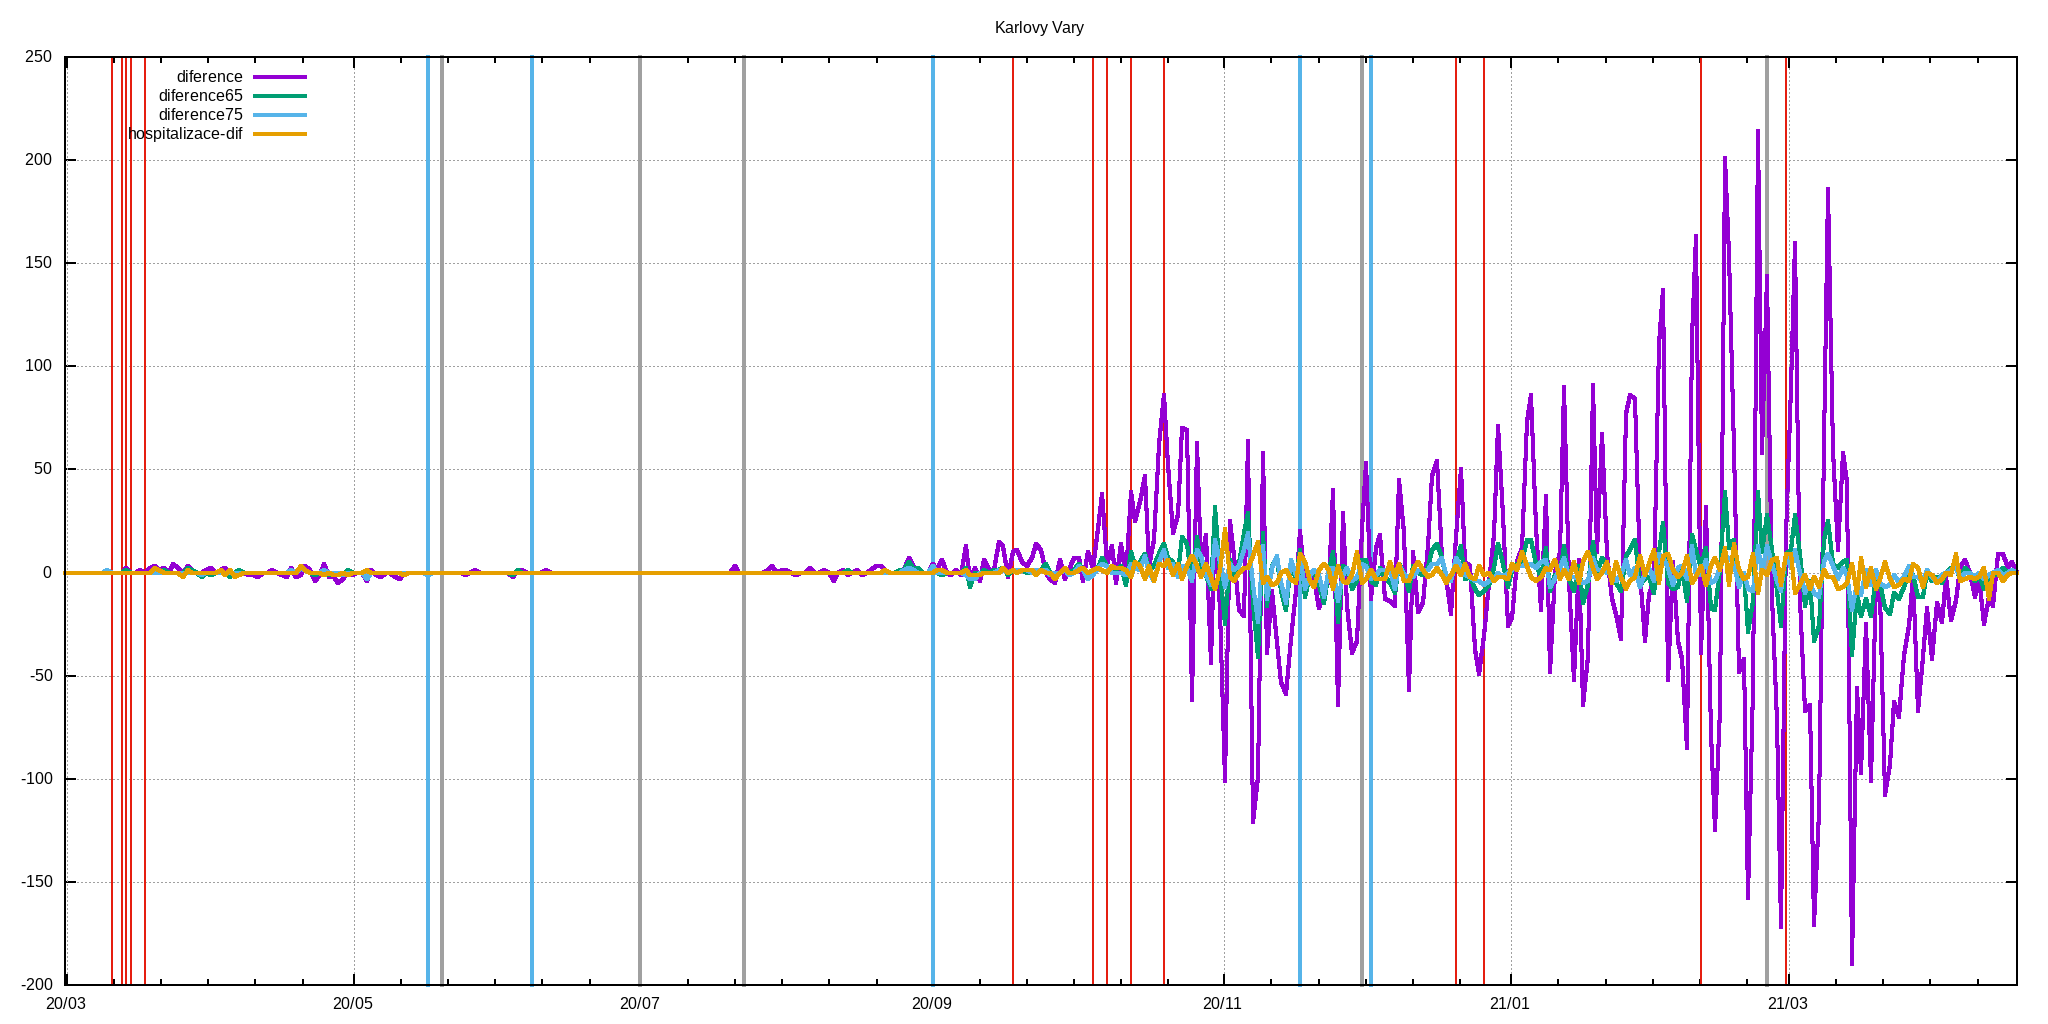 Karlovy Vary
250
200
150
100
50
0
-50
-100
-150
-200
diference
diference65
diference75
hospitalizace-dif
20/03 20/05 20/07 20/09 20/11 21/01 21/03